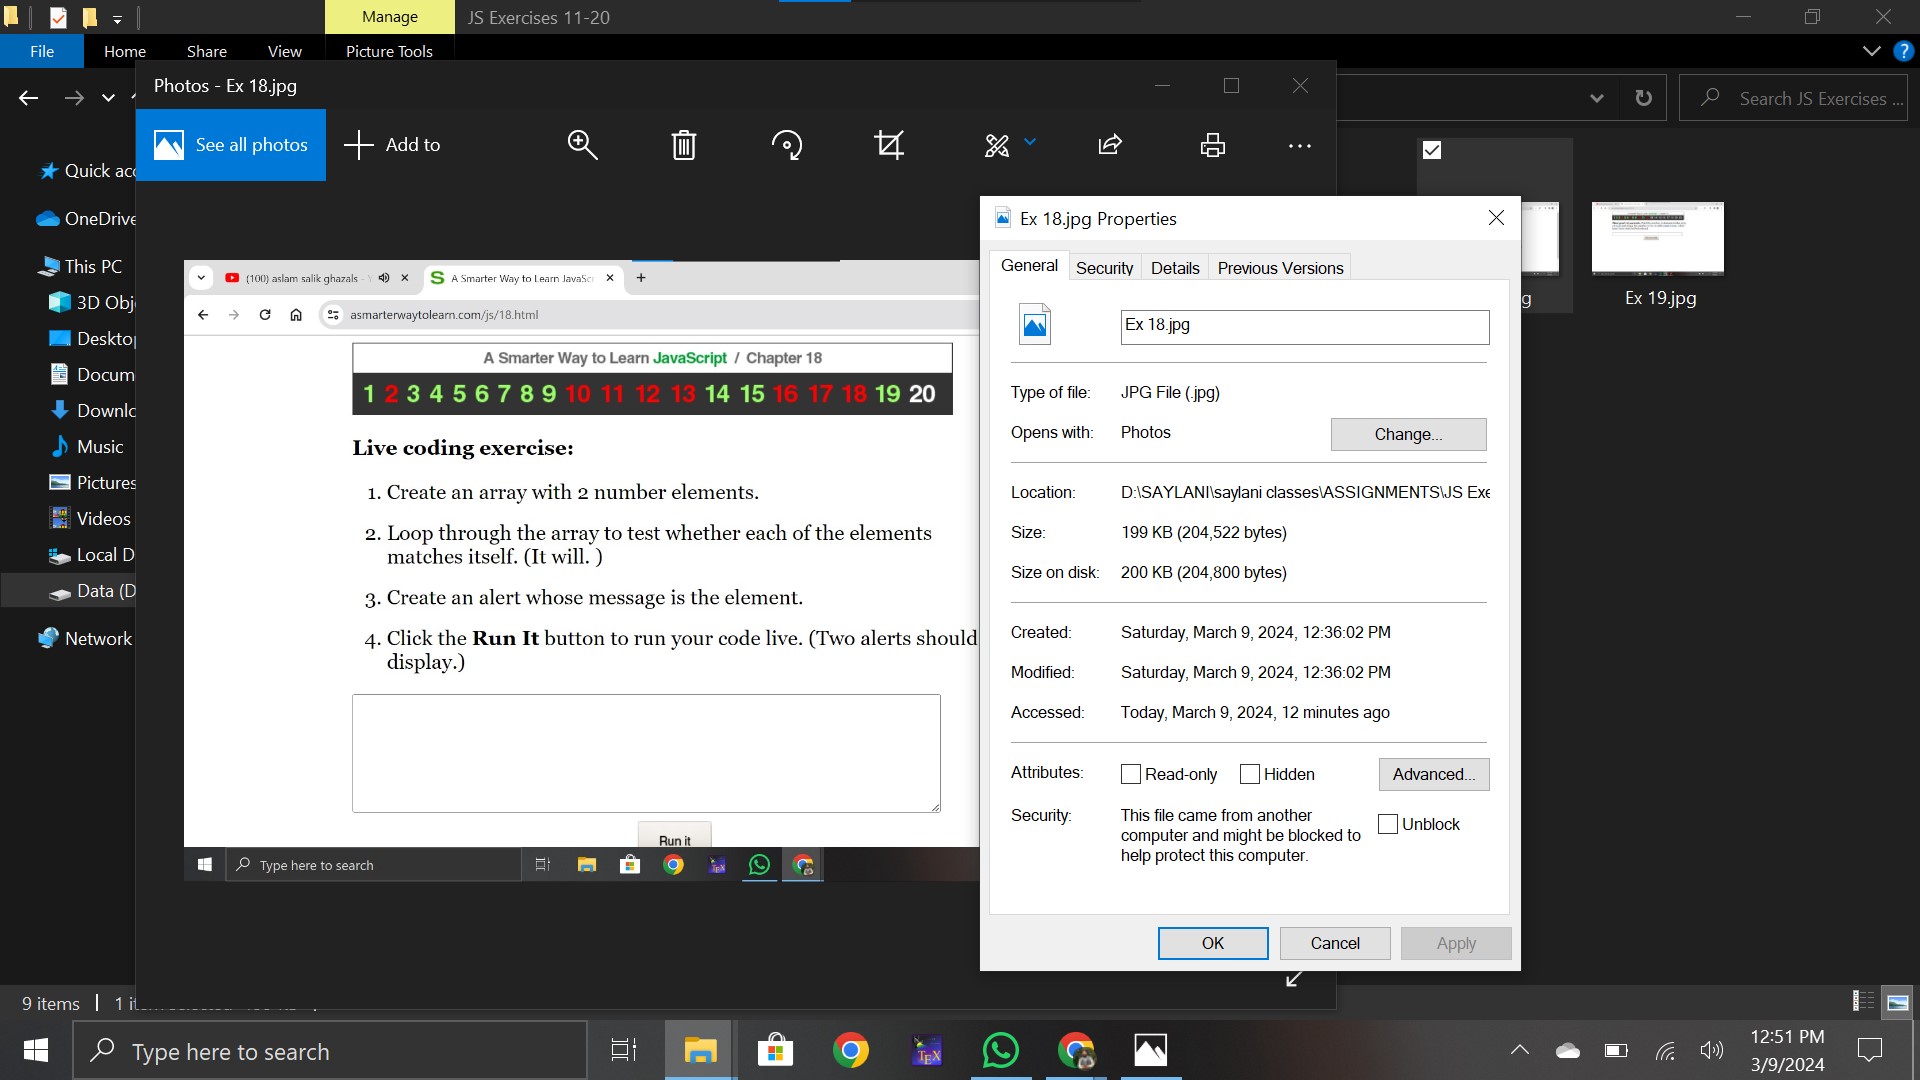 Manage
JS Exercises 11-20
File
Home
Share
View
Picture Tools
Photos - Ex 18.jpg
Search JS Exercises ...
See all photos
Add to
Quick acc
OneDrive
This PC
3D Obj
Desktop
Docum
Downlo
Music
Pictures
Videos
Local D
Data (D
Network
Ex 19.jpg
(100) aslam salik ghazals -
A Smarter Way to Learn JavaSc
asmarterwaytolearn.com/js/18.html
A Smarter Way to Learn JavaScript / Chapter 18
1 2 3 4 5 6 7 8 9 10 11 12 13 14 15 16 17 18 19 20
Live coding exercise:
1. Create an array with 2 number elements.
2. Loop through the array to test whether each of the elements
matches itself. (It will. )
3. Create an alert whose message is the element.
4. Click the Run It button to run your code live. (Two alerts should
display.)
Run it
Type here to search
Ex 18.jpg Properties
General
Security
Details
Previous Versions
Ex 18.jpg
Type of file: JPG File (.jpg)
Opens with: Photos
Change...
Location: D:\SAYLANI\saylani classes\ASSIGNMENTS\JS Exe
Size: 199 KB (204,522 bytes)
Size on disk: 200 KB (204,800 bytes)
Created: Saturday, March 9, 2024, 12:36:02 PM
Modified: Saturday, March 9, 2024, 12:36:02 PM
Accessed: Today, March 9, 2024, 12 minutes ago
Attributes: Read-only Hidden Advanced...
Security: This file came from another
computer and might be blocked to
help protect this computer.
Unblock
OK
Cancel
Apply
9 items
Type here to search
TEX
12:51 PM
3/9/2024